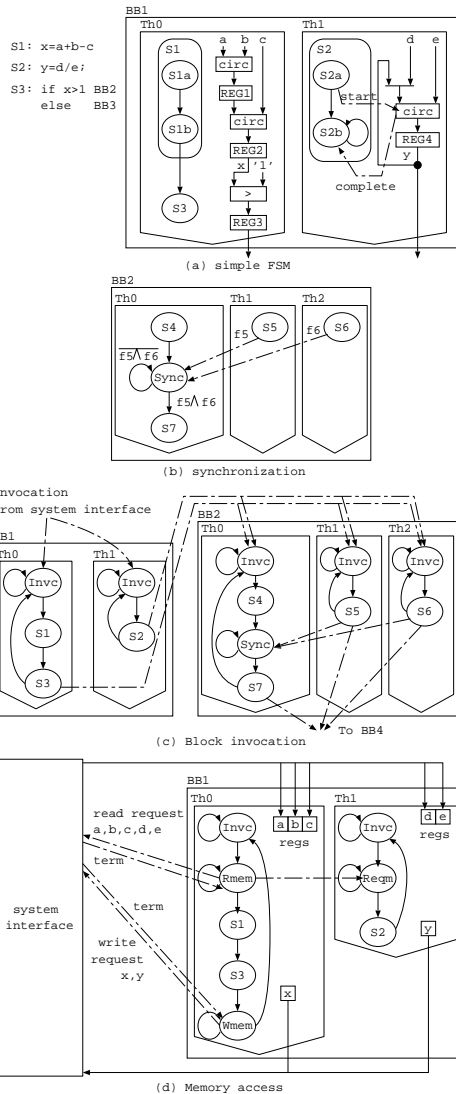 BB1
Th0
Th1
S1: x=a+b-c
S2: y=d/e;
S3: if x>1 BB2
else BB3
S1
S1a
S1b
S3
a b c
circ
REG1
circ
REG2
x '1'
>
REG3
S2
S2a
S2b
start
complete
d e
circ
REG4
y
(a) simple FSM
BB2
Th0
Th1
Th2
S4
S5
S6
f5
f6
f5∧f6
Sync
f5∧f6
S7
(b) synchronization
nvocation
rom system interface
BB2
B1
Th0
Th1
Th0
Th1
Th2
Invc
Invc
Invc
Invc
Invc
S1
S2
S4
S5
S6
S3
Sync
S7
To BB4
(c) Block invocation
BB1
Th0
Th1
read request
a,b,c,d,e
term
Invc
a b c
regs
Invc
d e
regs
Rmem
Reqm
system
interface
term
S1
S2
write
request
x,y
S3
y
x
Wmem
(d) Memory access